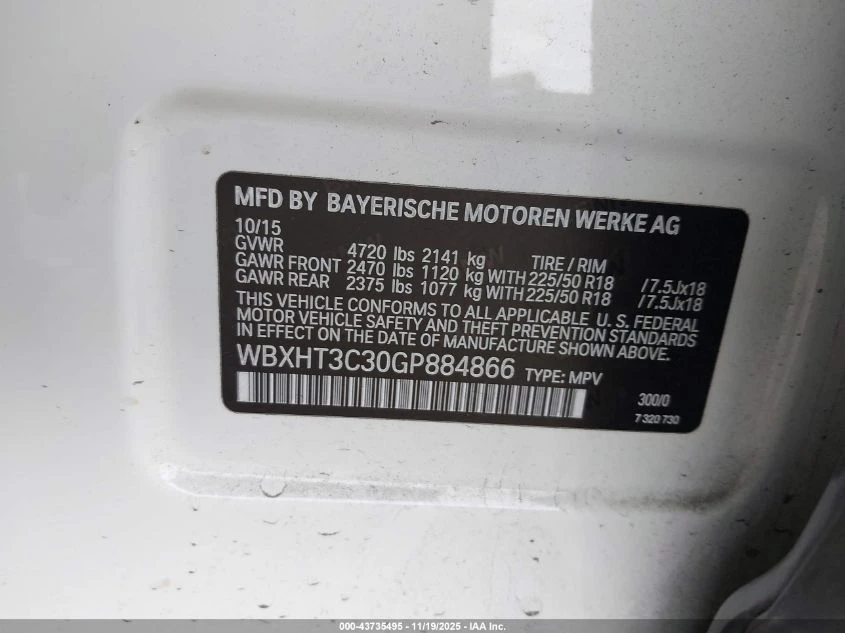 MFD BY BAYERISCHE MOTOREN WERKE AG
10/15
GVWR 4720 lbs 2141 kg TIRE / RIM
GAWR FRONT 2470 lbs 1120 kg WITH 225/50 R18 /7.5Jx18
GAWR REAR 2375 lbs 1077 kg WITH 225/50 R18 /7.5Jx18
THIS VEHICLE CONFORMS TO ALL APPLICABLE U. S. FEDERAL
MOTOR VEHICLE SAFETY AND THEFT PREVENTION STANDARDS
IN EFFECT ON THE DATE OF MANUFACTURE SHOWN ABOVE.
WBXHT3C30GP884866 TYPE: MPV
300/0
7 320 730
000-43735495 - 11/19/2025 - IAA Inc.